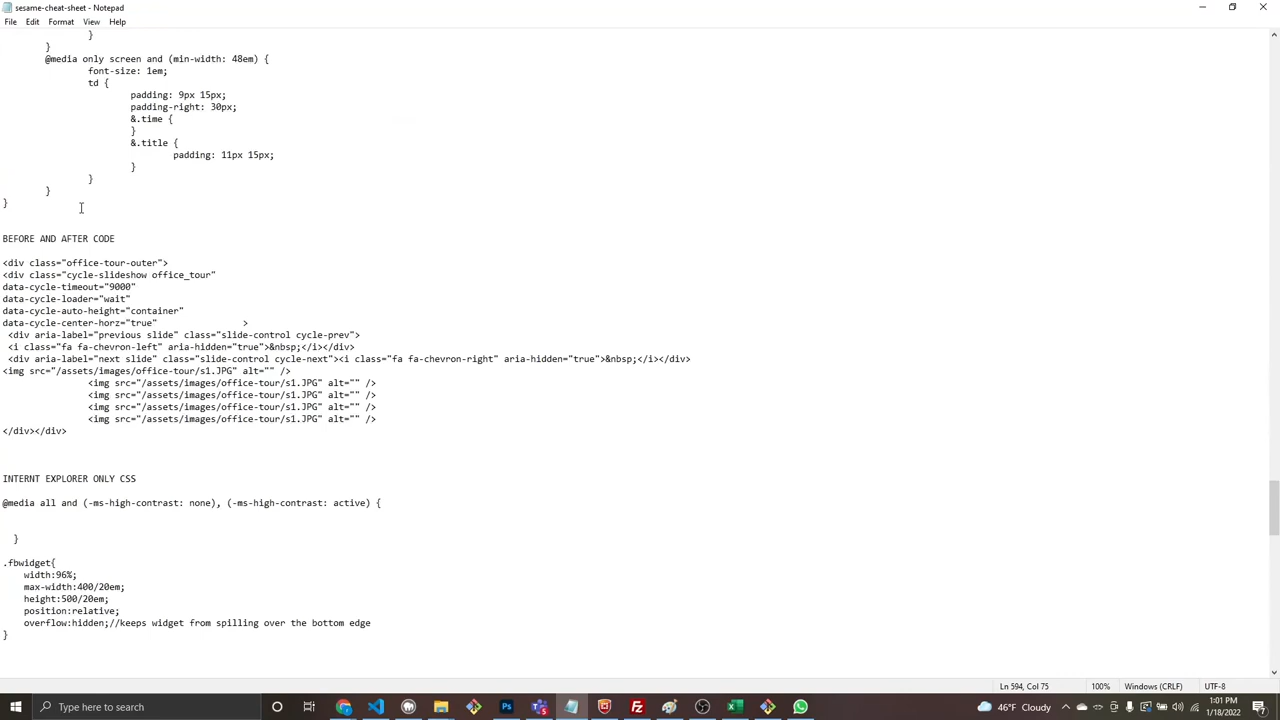 sesame-cheat-sheet - Notepad
File Edit Format View Help
}
}
@media only screen and (min-width: 48em) {
font-size: 1em;
td {
padding: 9px 15px;
padding-right: 30px;
&.time {
}
&.title {
padding: 11px 15px;
}
}
}
}
BEFORE AND AFTER CODE
<div class="office-tour-outer">
<div class="cycle-slideshow office_tour"
data-cycle-timeout="9000"
data-cycle-loader="wait"
data-cycle-auto-height="container"
data-cycle-center-horz="true" >
<div aria-label="previous slide" class="slide-control cycle-prev">
<i class="fa fa-chevron-left" aria-hidden="true">&nbsp;</i></div>
<div aria-label="next slide" class="slide-control cycle-next"><i class="fa fa-chevron-right" aria-hidden="true">&nbsp;</i></div>
<img src="/assets/images/office-tour/s1.JPG" alt="" />
<img src="/assets/images/office-tour/s1.JPG" alt="" />
<img src="/assets/images/office-tour/s1.JPG" alt="" />
<img src="/assets/images/office-tour/s1.JPG" alt="" />
<img src="/assets/images/office-tour/s1.JPG" alt="" />
</div></div>
INTERNT EXPLORER ONLY CSS
@media all and (-ms-high-contrast: none), (-ms-high-contrast: active) {
}
.fbwidget{
width:96%;
max-width:400/20em;
height:500/20em;
position:relative;
overflow:hidden;//keeps widget from spilling over the bottom edge
}
Ln 594, Col 75 100% Windows (CRLF) UTF-8
Type here to search
46°F Cloudy
1:01 PM
1/18/2022